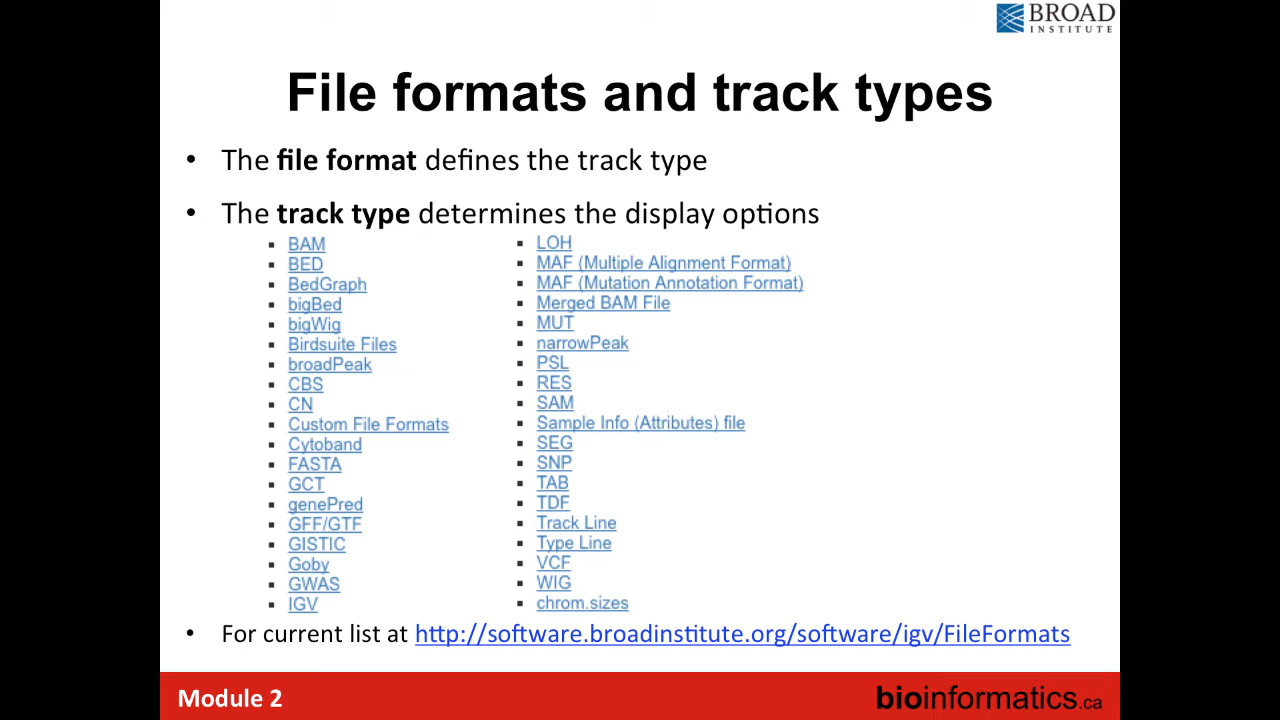 BROAD
INSTITUTE
File formats and track types
• The file format defines the track type
• The track type determines the display options
▪ BAM
▪ BED
▪ BedGraph
▪ bigBed
▪ bigWig
▪ Birdsuite Files
▪ broadPeak
▪ CBS
▪ CN
▪ Custom File Formats
▪ Cytoband
▪ FASTA
▪ GCT
▪ genePred
▪ GFF/GTF
▪ GISTIC
▪ Goby
▪ GWAS
▪ IGV
▪ LOH
▪ MAF (Multiple Alignment Format)
▪ MAF (Mutation Annotation Format)
▪ Merged BAM File
▪ MUT
▪ narrowPeak
▪ PSL
▪ RES
▪ SAM
▪ Sample Info (Attributes) file
▪ SEG
▪ SNP
▪ TAB
▪ TDF
▪ Track Line
▪ Type Line
▪ VCF
▪ WIG
▪ chrom.sizes
• For current list at http://software.broadinstitute.org/software/igv/FileFormats
Module 2
bioinformatics.ca